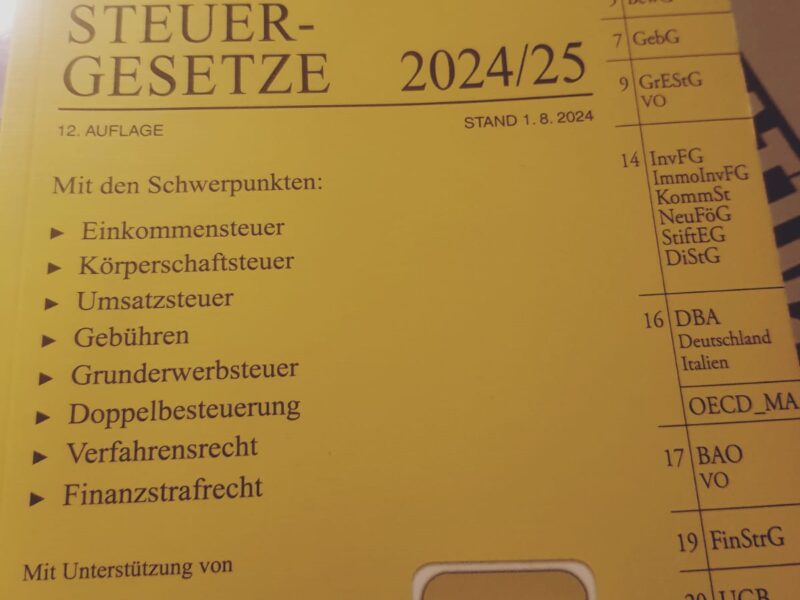 STEUER-
GESETZE 2024/25
12. AUFLAGE
STAND 1. 8. 2024
Mit den Schwerpunkten:
► Einkommensteuer
► Körperschaftsteuer
► Umsatzsteuer
► Gebühren
► Grunderwerbsteuer
► Doppelbesteuerung
► Verfahrensrecht
► Finanzstrafrecht
Mit Unterstützung von
7 GebG
9 GrEStG
VO
14 InvFG
ImmoInvFG
KommSt
NeuFöG
StiftEG
DiStG
16 DBA
Deutschland
Italien
OECD_MA
17 BAO
VO
19 FinStrG
20 UGB